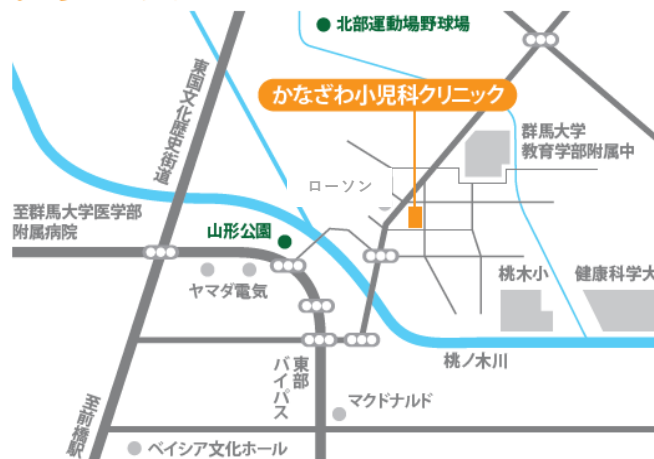 北部運動場野球場
東国文化歴史街道
かなざわ小児科クリニック
群馬大学
教育学部附属中
ローソン
至群馬大学医学部
附属病院
山形公園
ヤマダ電気
桃木小
健康科学大
桃ノ木川
東部
バイパス
マクドナルド
至前橋駅
ベイシア文化ホール